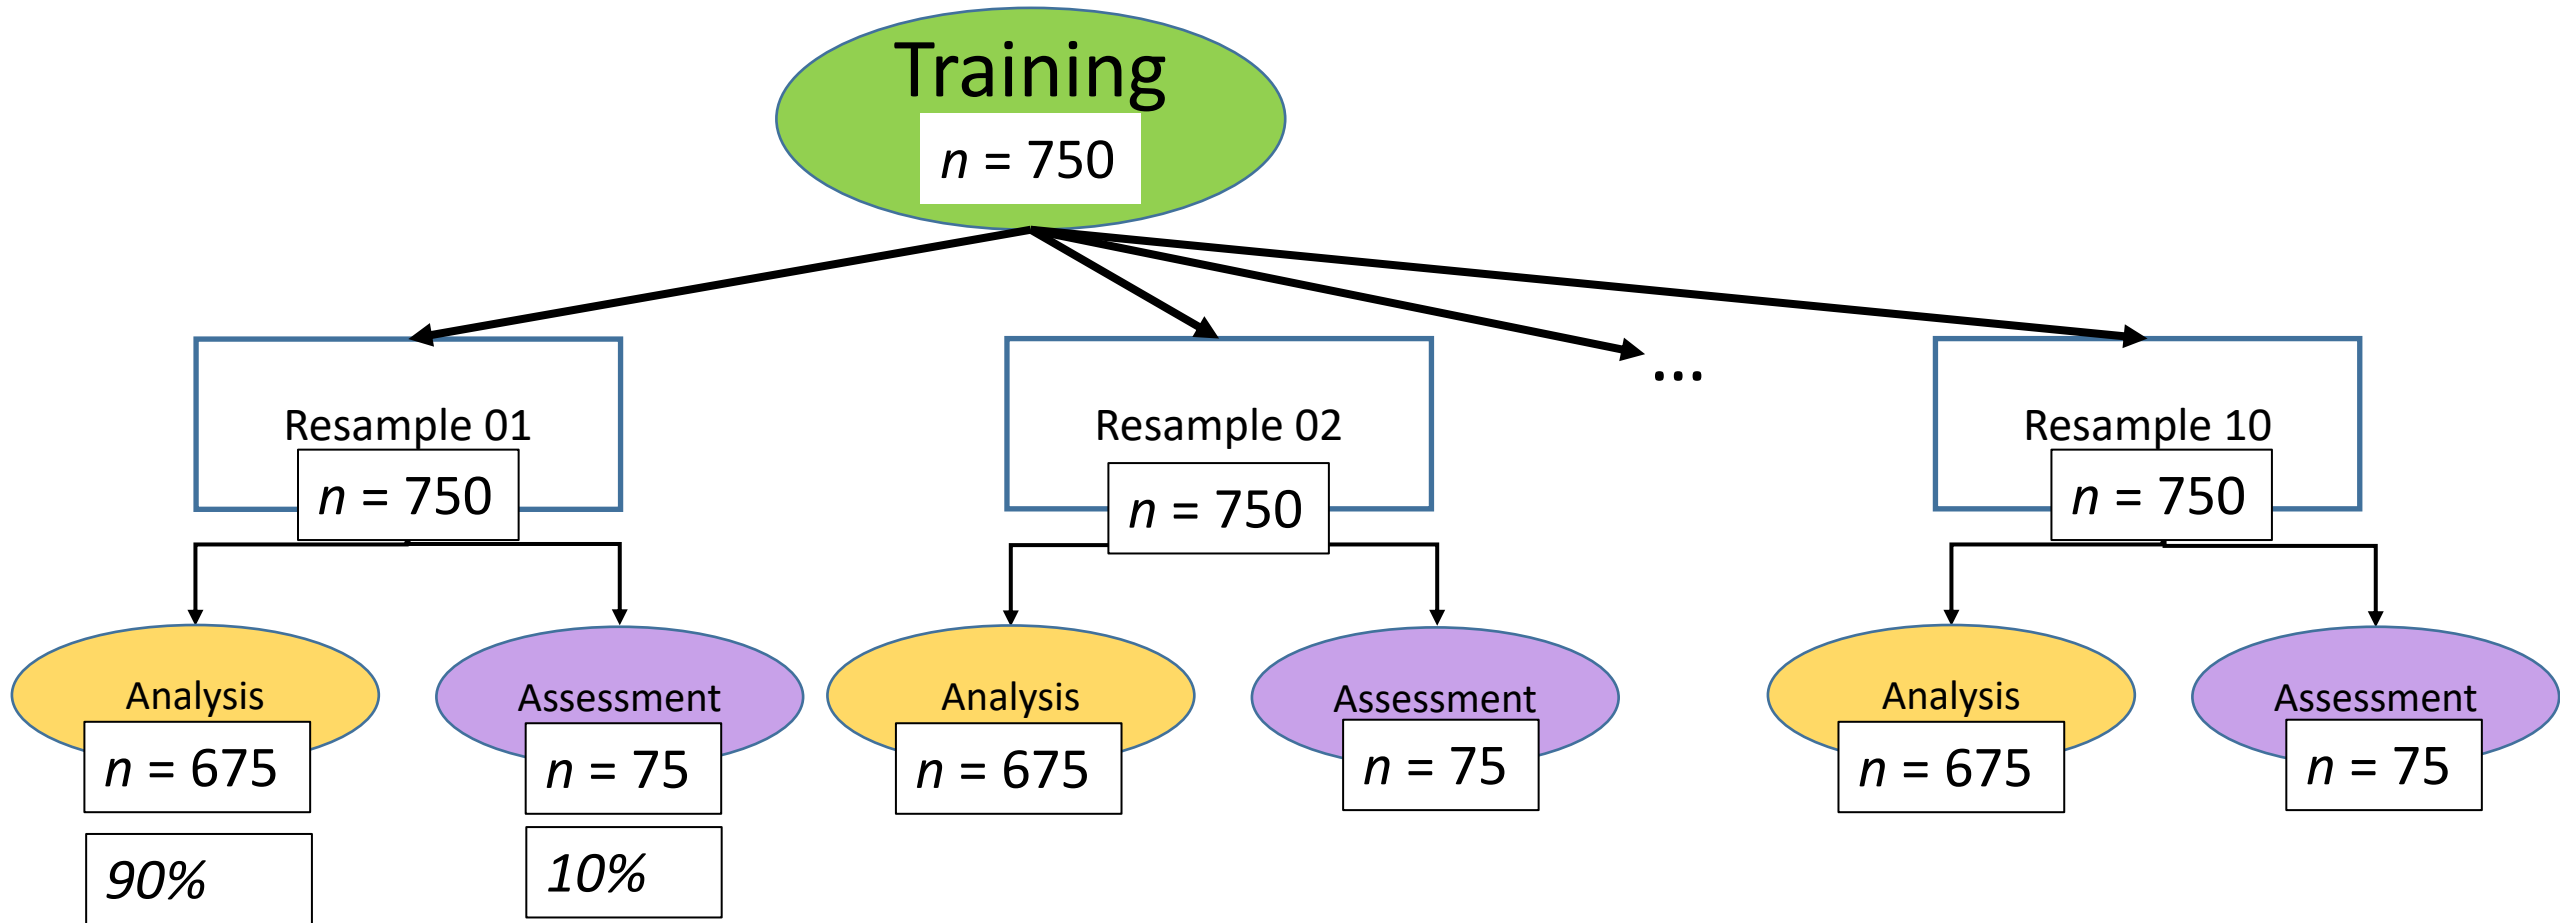 Training
n = 750
...
Resample 01
Resample 02
Resample 10
n = 750
n = 750
n = 750
Analysis
Assessment
Analysis
Assessment
Analysis
Assessment
n = 675
n = 75
n = 675
n = 75
n = 675
n = 75
90%
10%